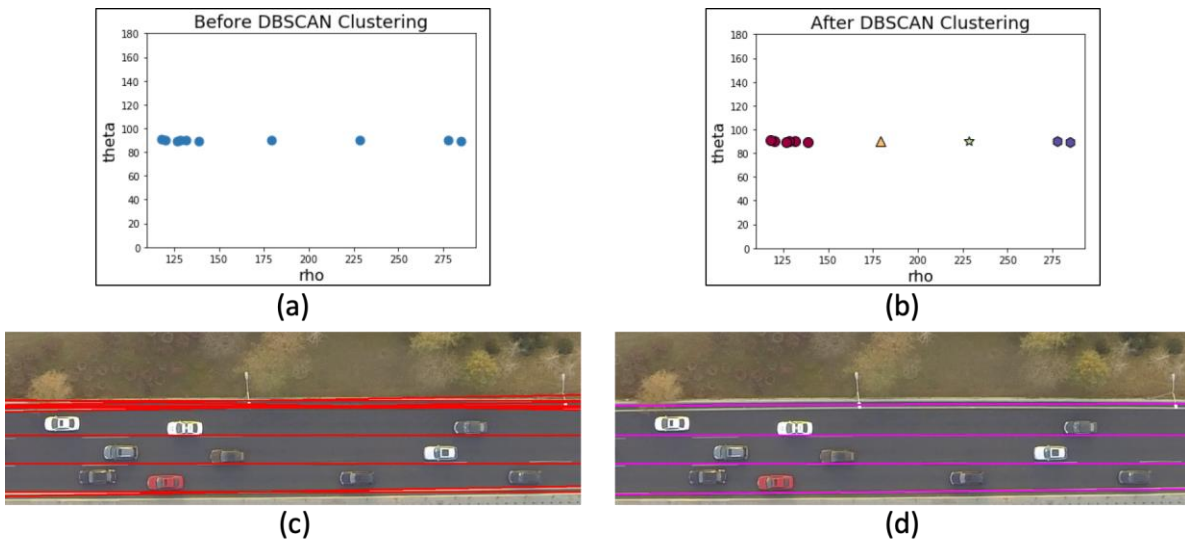 Before DBSCAN Clustering
180
160
140
120
100
80
60
40
20
0
theta
125 150 175 200 225 250 275
rho
(a)
After DBSCAN Clustering
180
160
140
120
100
80
60
40
20
0
theta
125 150 175 200 225 250 275
rho
(b)
(c)
(d)